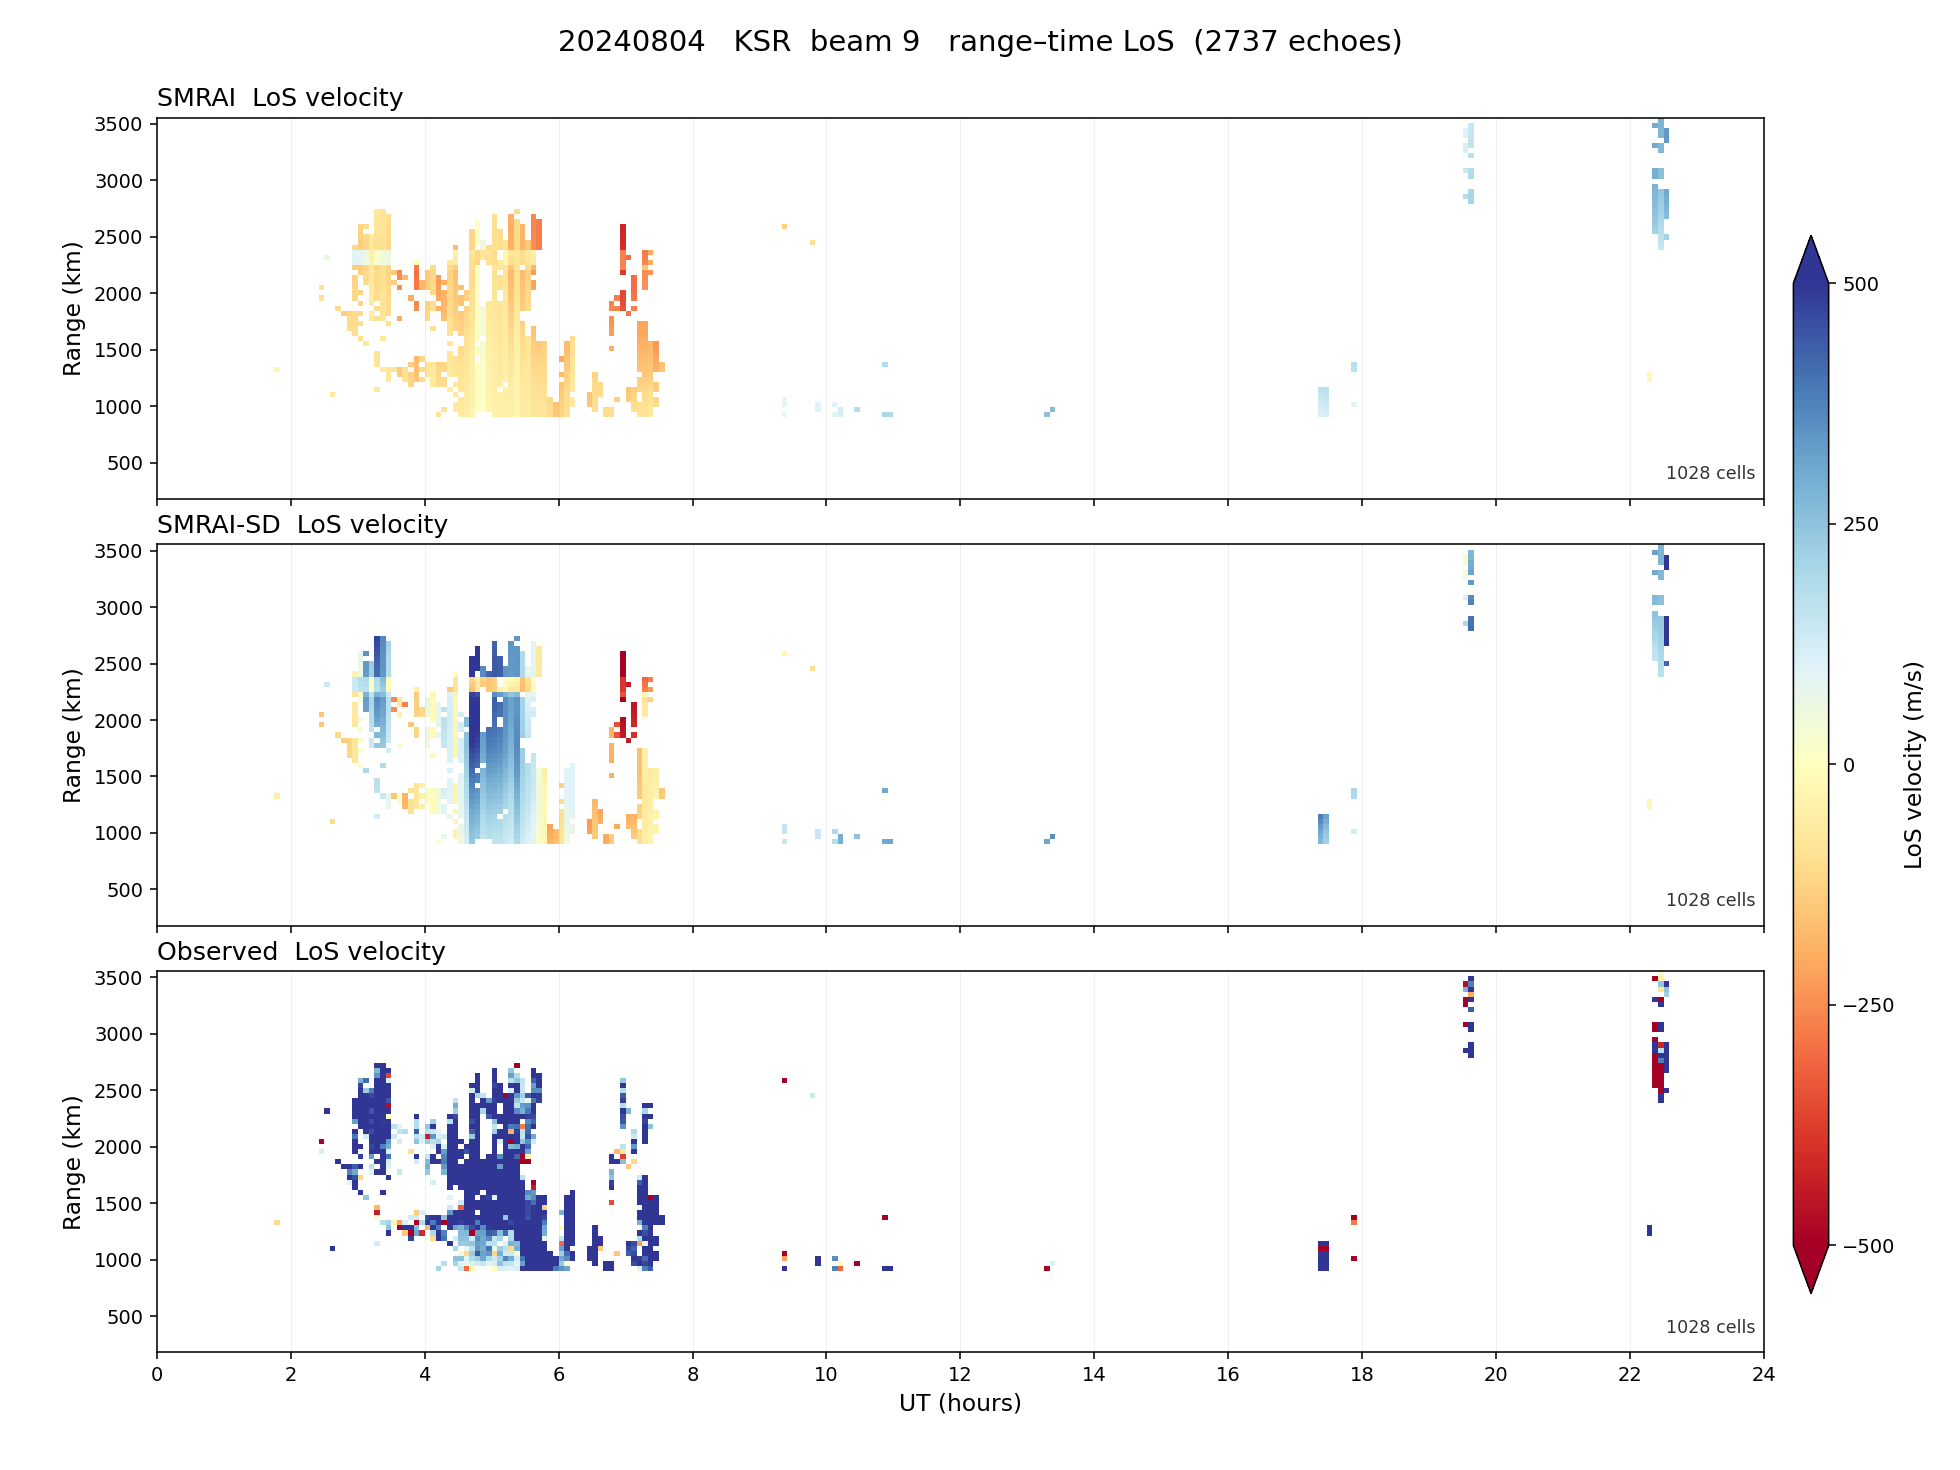 20240804   KSR  beam 9   range–time LoS  (2737 echoes)
SMRAI  LoS velocity
3500
3000
2500
2000
1500
1000
500
Range (km)
1028 cells
SMRAI-SD  LoS velocity
3500
3000
2500
2000
1500
1000
500
Range (km)
1028 cells
Observed  LoS velocity
3500
3000
2500
2000
1500
1000
500
Range (km)
1028 cells
0 2 4 6 8 10 12 14 16 18 20 22 24
UT (hours)
500
250
0
−250
−500
LoS velocity (m/s)